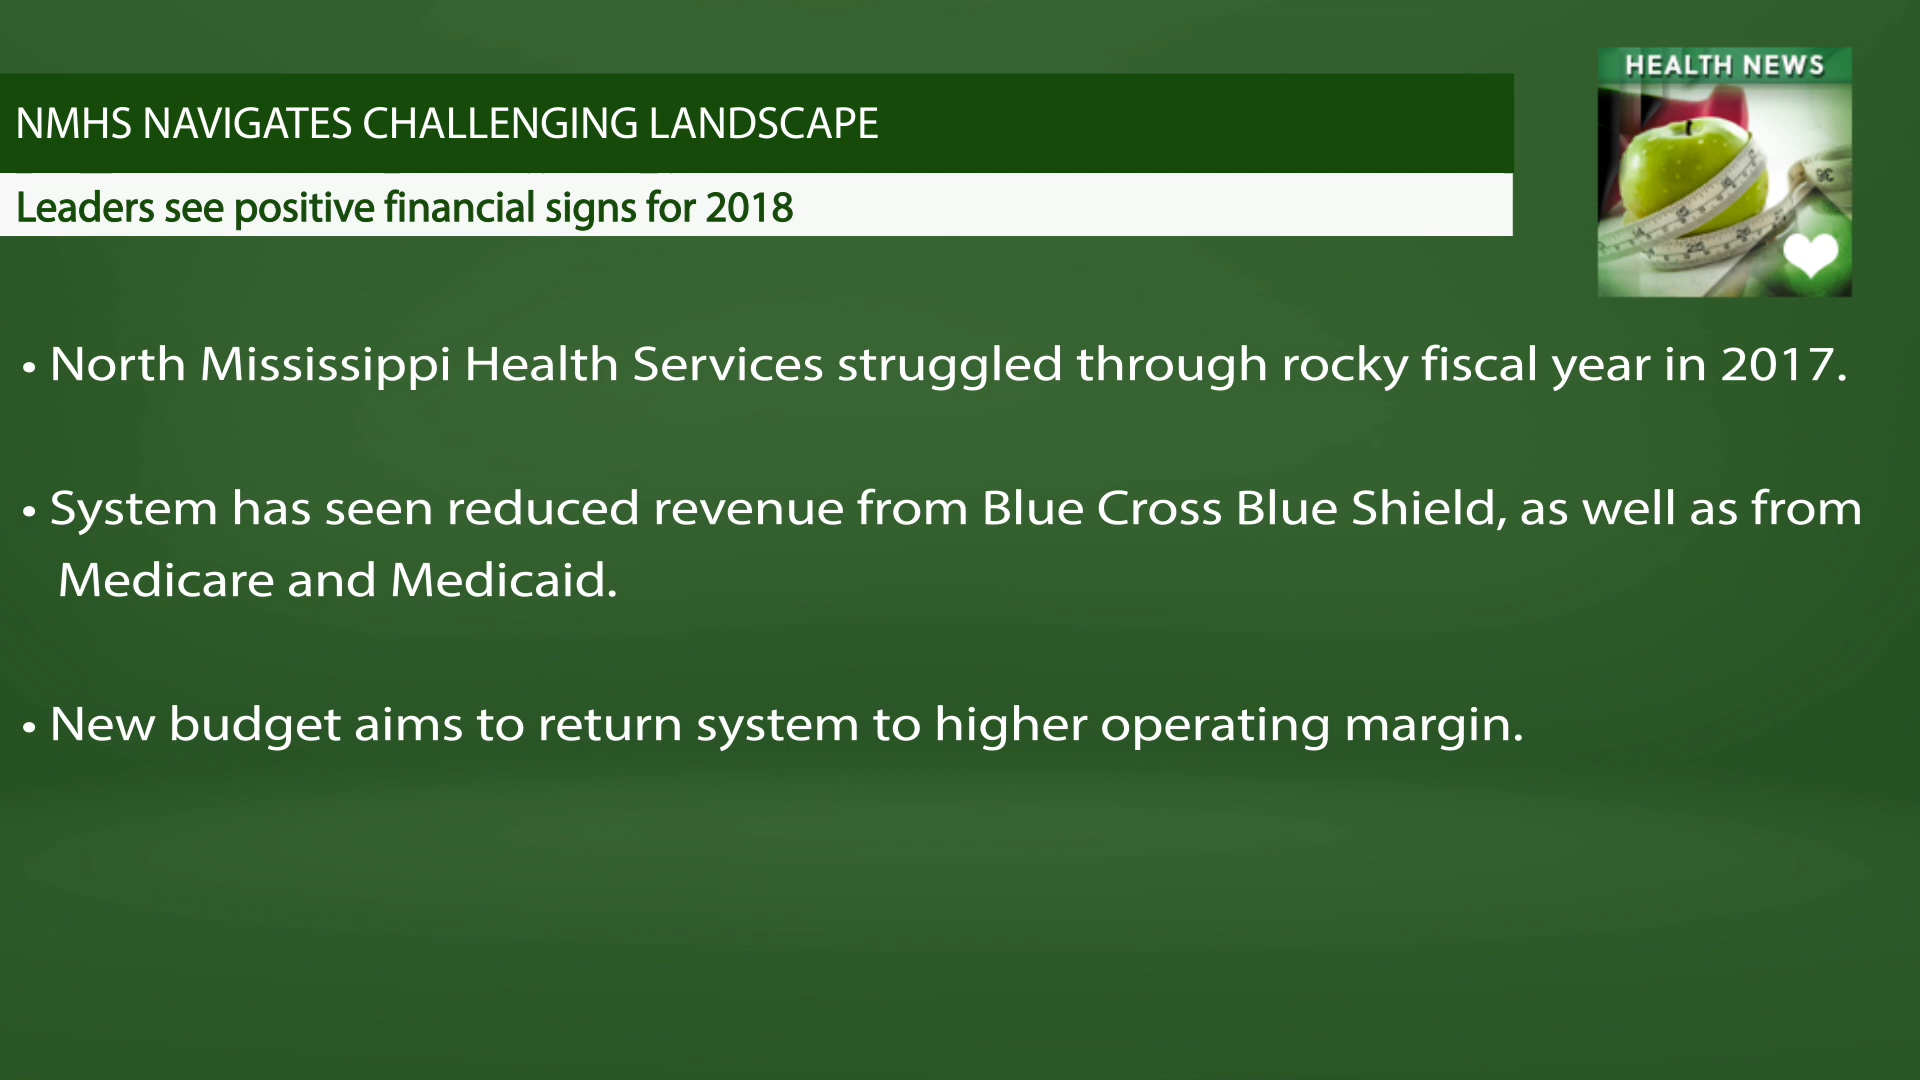 HEALTH NEWS
NMHS NAVIGATES CHALLENGING LANDSCAPE
Leaders see positive financial signs for 2018
• North Mississippi Health Services struggled through rocky fiscal year in 2017.
• System has seen reduced revenue from Blue Cross Blue Shield, as well as from
Medicare and Medicaid.
• New budget aims to return system to higher operating margin.